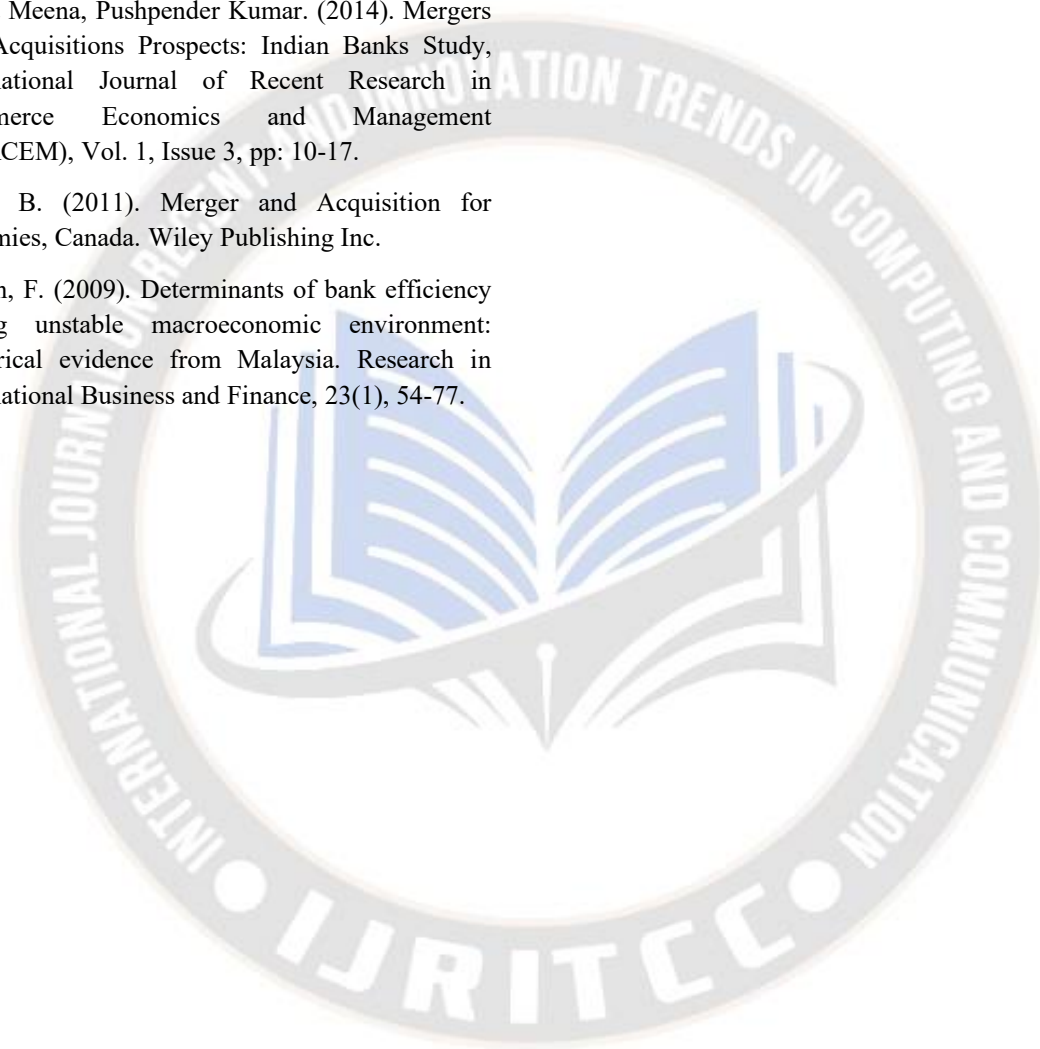 Meena, Pushpender Kumar. (2014). Mergers
Acquisitions Prospects: Indian Banks Study,
ational Journal of Recent Research in
merce Economics and Management
CEM), Vol. 1, Issue 3, pp: 10-17.
B. (2011). Merger and Acquisition for
mies, Canada. Wiley Publishing Inc.
n, F. (2009). Determinants of bank efficiency
g unstable macroeconomic environment:
rical evidence from Malaysia. Research in
national Business and Finance, 23(1), 54-77.
INTERNATIONAL JOURNAL ON RECENT AND INNOVATION TRENDS IN COMPUTING AND COMMUNICATION
IJRITCC